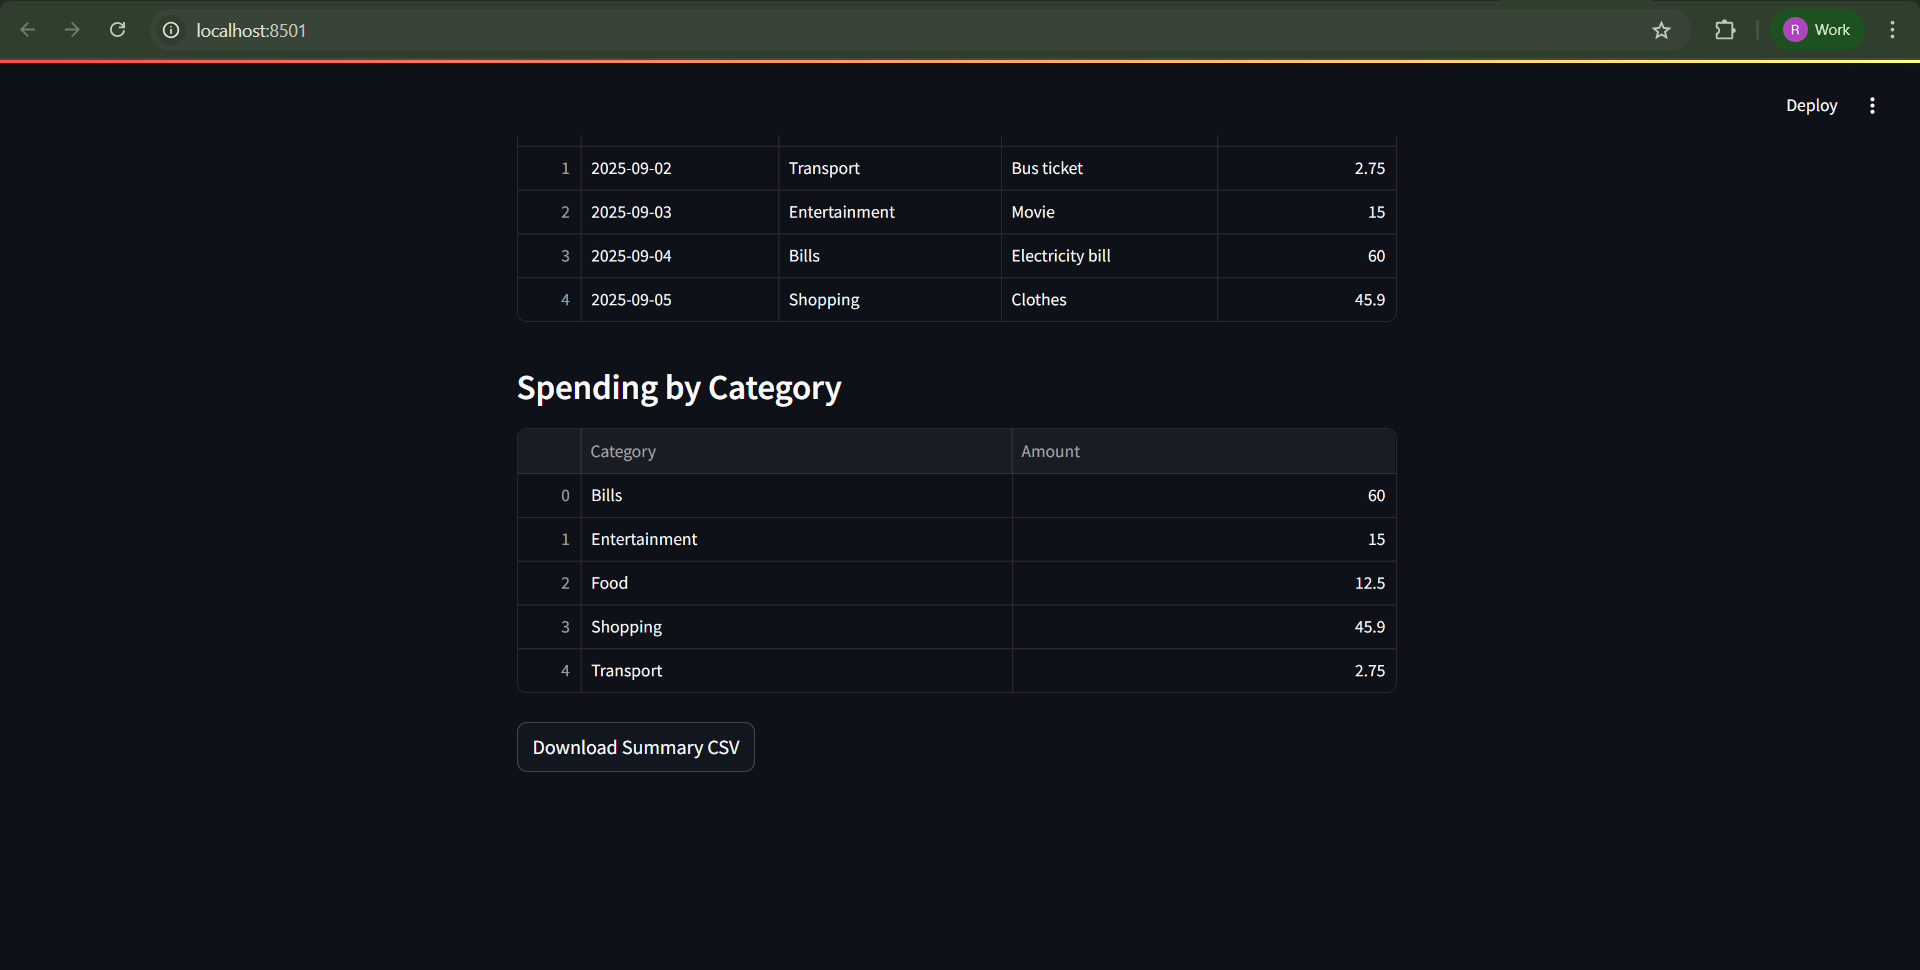 localhost:8501
R Work
Deploy
1 2025-09-02 Transport Bus ticket 2.75
2 2025-09-03 Entertainment Movie 15
3 2025-09-04 Bills Electricity bill 60
4 2025-09-05 Shopping Clothes 45.9
Spending by Category
Category Amount
0 Bills 60
1 Entertainment 15
2 Food 12.5
3 Shopping 45.9
4 Transport 2.75
Download Summary CSV